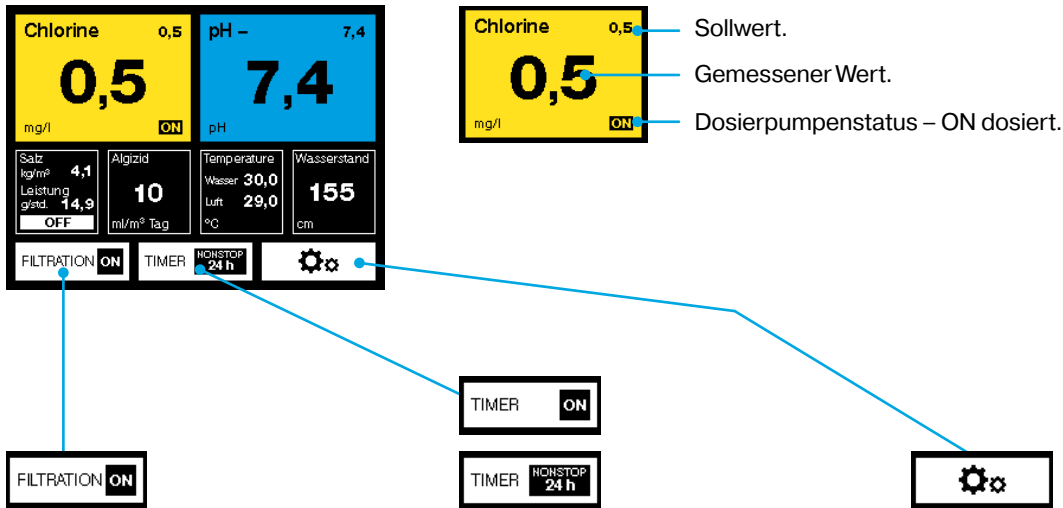 Chlorine 0,5
0,5
mg/l ON
pH – 7,4
7,4
pH
Salz
kg/m³ 4,1
Leistung
g/std. 14,9
OFF
Algizid
10
ml/m³ Tag
Temperature
Wasser 30,0
Luft 29,0
°C
Wasserstand
155
cm
FILTRATION ON
TIMER NONSTOP
24 h
Chlorine 0,5
0,5
mg/l ON
Sollwert.
Gemessener Wert.
Dosierpumpenstatus – ON dosiert.
TIMER ON
FILTRATION ON
TIMER NONSTOP
24 h